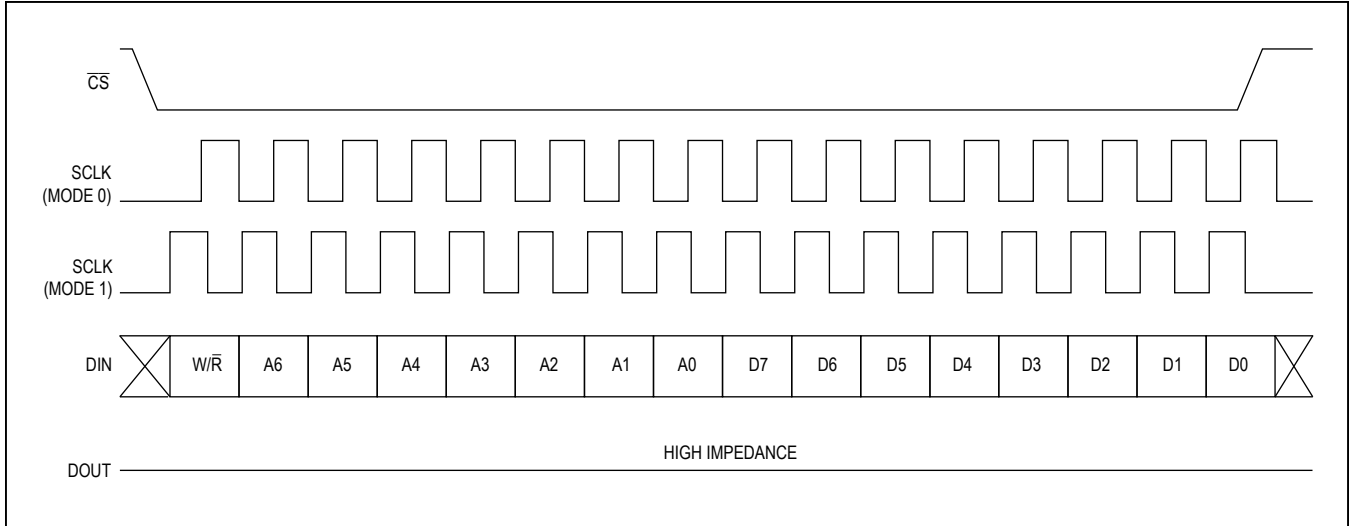 C̅S̅
SCLK
(MODE 0)
SCLK
(MODE 1)
DIN W/R̅ A6 A5 A4 A3 A2 A1 A0 D7 D6 D5 D4 D3 D2 D1 D0
HIGH IMPEDANCE
DOUT